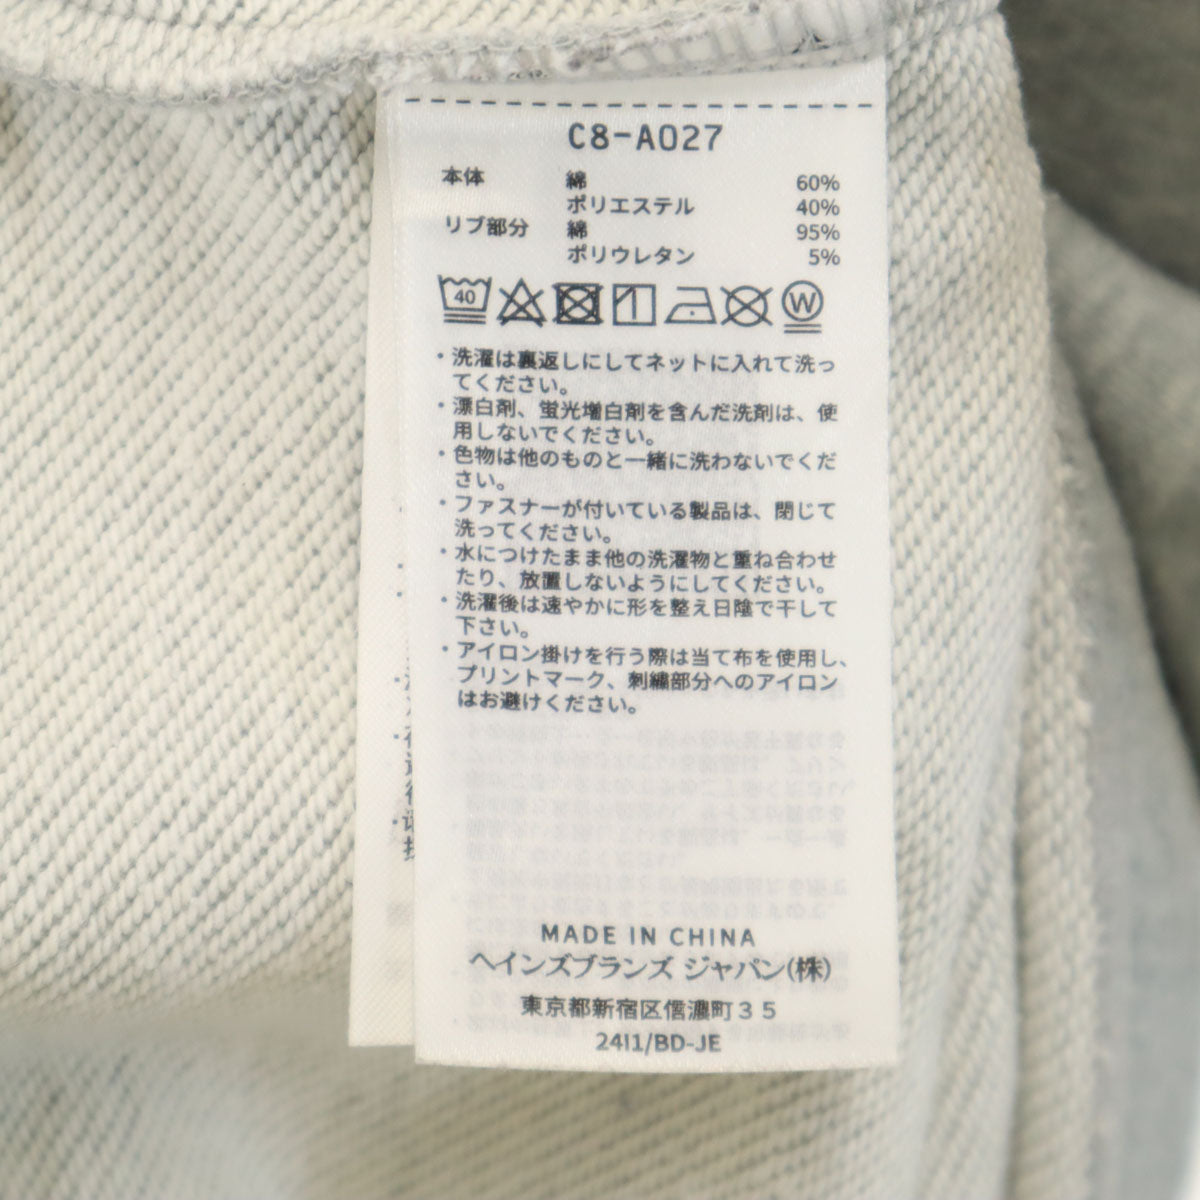 C8-A027
本体 綿 60%
ポリエステル 40%
リブ部分 綿 95%
ポリウレタン 5%
40 W
・洗濯は裏返しにしてネットに入れて洗っ
てください。
・漂白剤、蛍光増白剤を含んだ洗剤は、使
用しないでください。
・色物は他のものと一緒に洗わないでくだ
さい。
・ファスナーが付いている製品は、閉じて
洗ってください。
・水につけたまま他の洗濯物と重ね合わせ
たり、放置しないようにしてください。
・洗濯後は速やかに形を整え日陰で干して
下さい。
・アイロン掛けを行う際は当て布を使用し、
プリントマーク、刺繍部分へのアイロン
はお避けください。
MADE IN CHINA
ヘインズブランズ ジャパン(株)
東京都新宿区信濃町35
24I1/BD-JE